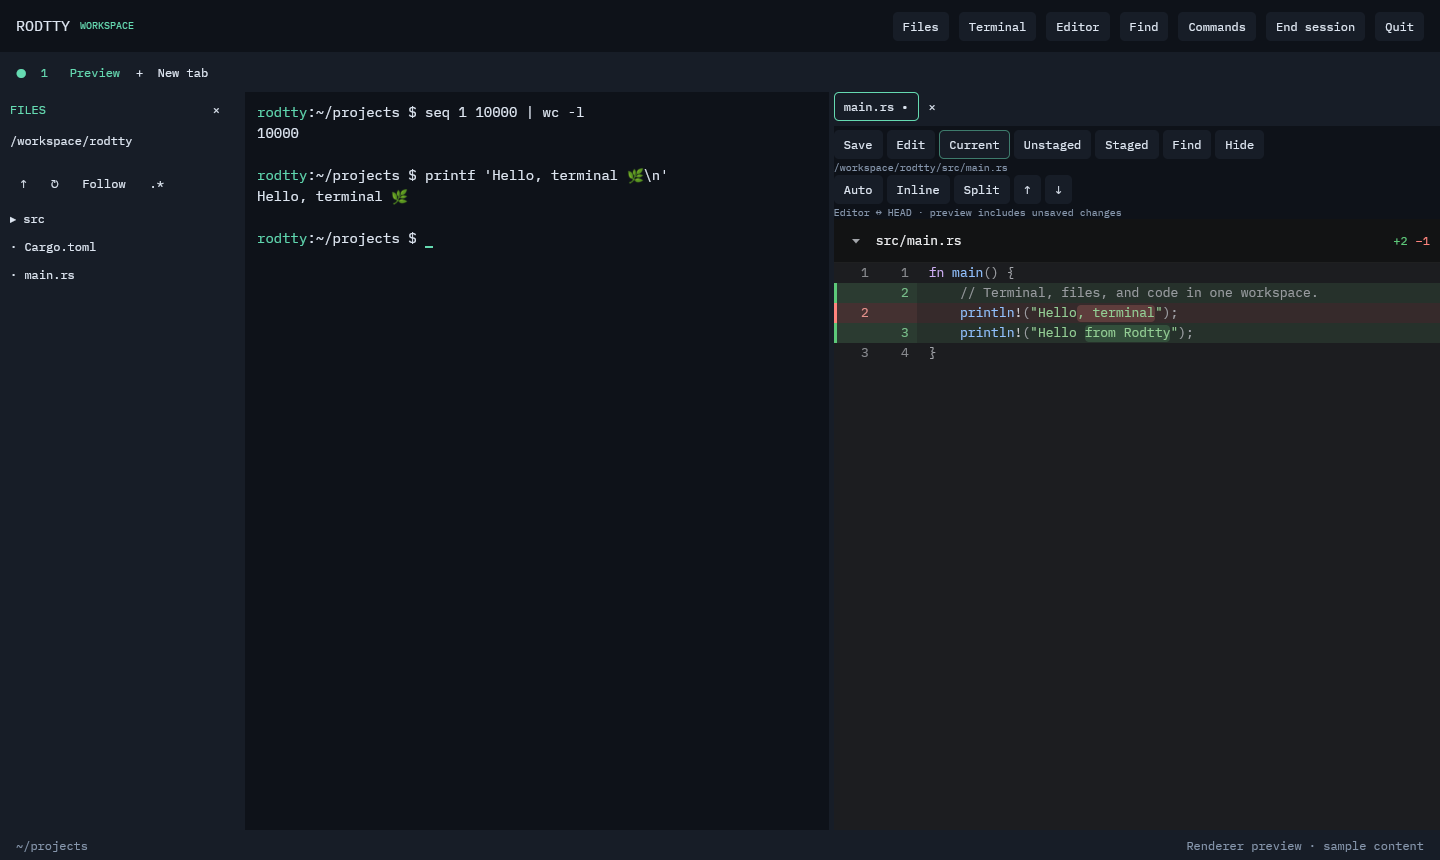 RODTTY WORKSPACE Files Terminal Editor Find Commands End session Quit
● 1 Preview + New tab
FILES ×
/workspace/rodtty
↑ ↻ Follow .*
▸ src
· Cargo.toml
· main.rs
rodtty:~/projects $ seq 1 10000 | wc -l
10000
rodtty:~/projects $ printf 'Hello, terminal 🌿\n'
Hello, terminal 🌿
rodtty:~/projects $ _
main.rs • ×
Save Edit Current Unstaged Staged Find Hide
/workspace/rodtty/src/main.rs
Auto Inline Split ↑ ↓
Editor ↔ HEAD · preview includes unsaved changes
src/main.rs +2 −1
1 1 fn main() {
2 // Terminal, files, and code in one workspace.
2 println!("Hello, terminal");
3 println!("Hello from Rodtty");
3 4 }
~/projects Renderer preview · sample content